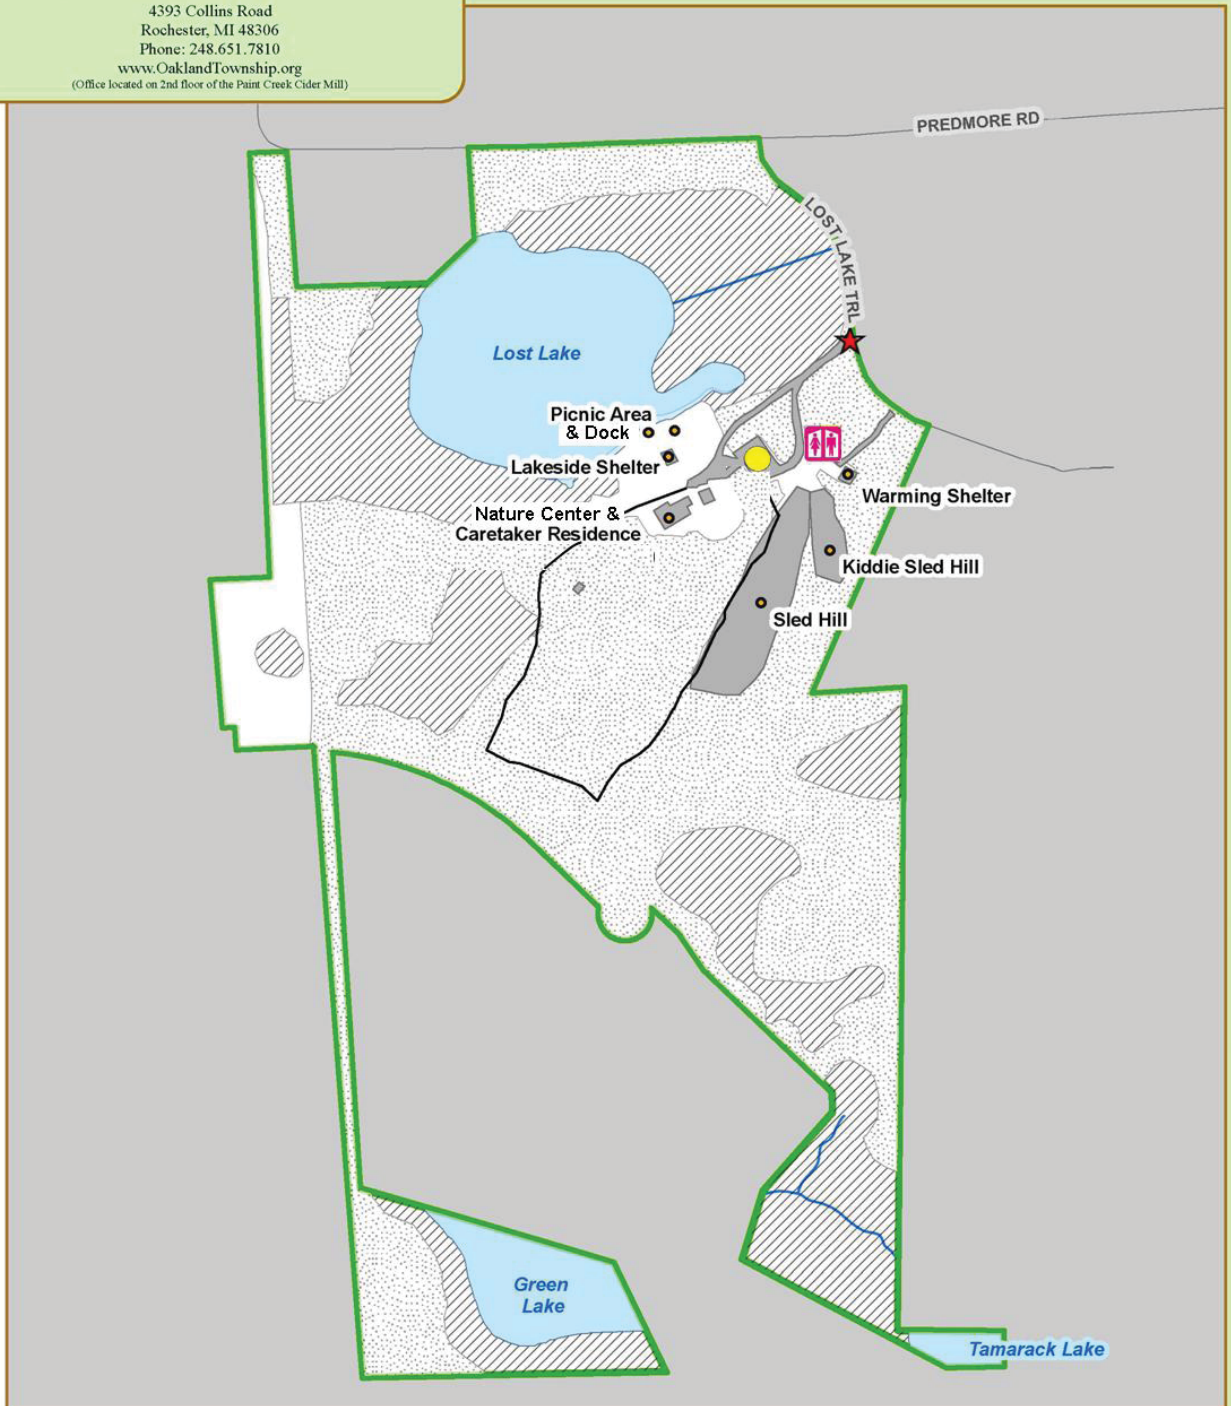 4393 Collins Road
Rochester, MI 48306
Phone: 248.651.7810
www.OaklandTownship.org
(Office located on 2nd floor of the Paint Creek Cider Mill)
PREDMORE RD
LOST LAKE TRL
Lost Lake
Picnic Area
& Dock
Lakeside Shelter
Warming Shelter
Nature Center &
Caretaker Residence
Kiddie Sled Hill
Sled Hill
Green
Lake
Tamarack Lake